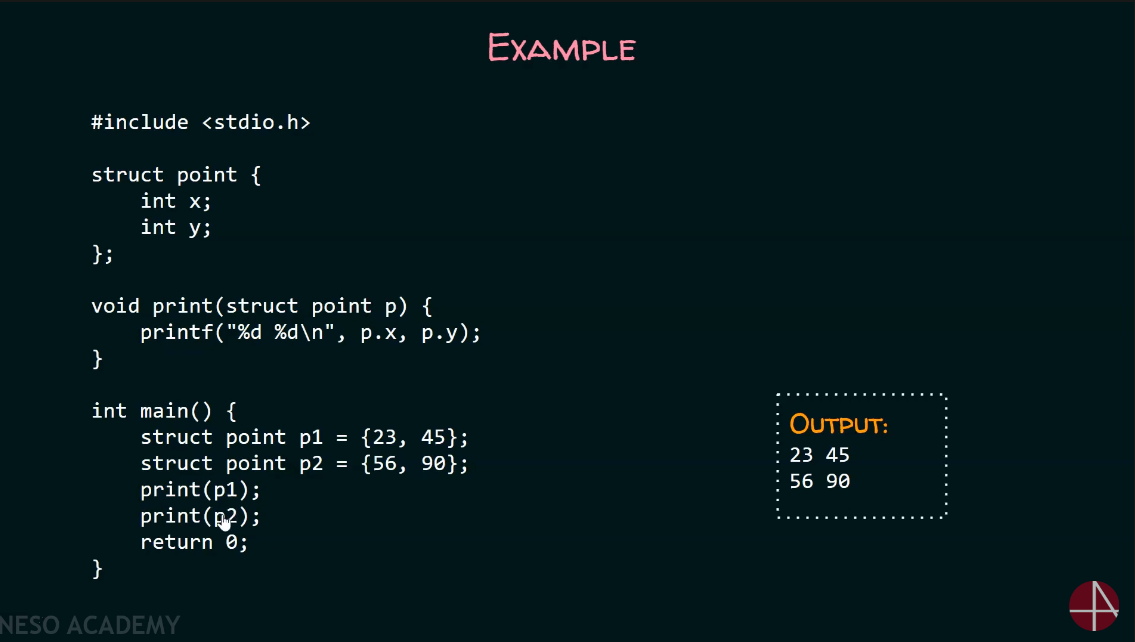 EXAMPLE
#include <stdio.h>
struct point {
    int x;
    int y;
};
void print(struct point p) {
    printf("%d %d\n", p.x, p.y);
}
int main() {
    struct point p1 = {23, 45};
    struct point p2 = {56, 90};
    print(p1);
    print(p2);
    return 0;
}
OUTPUT:
23 45
56 90
NESO ACADEMY